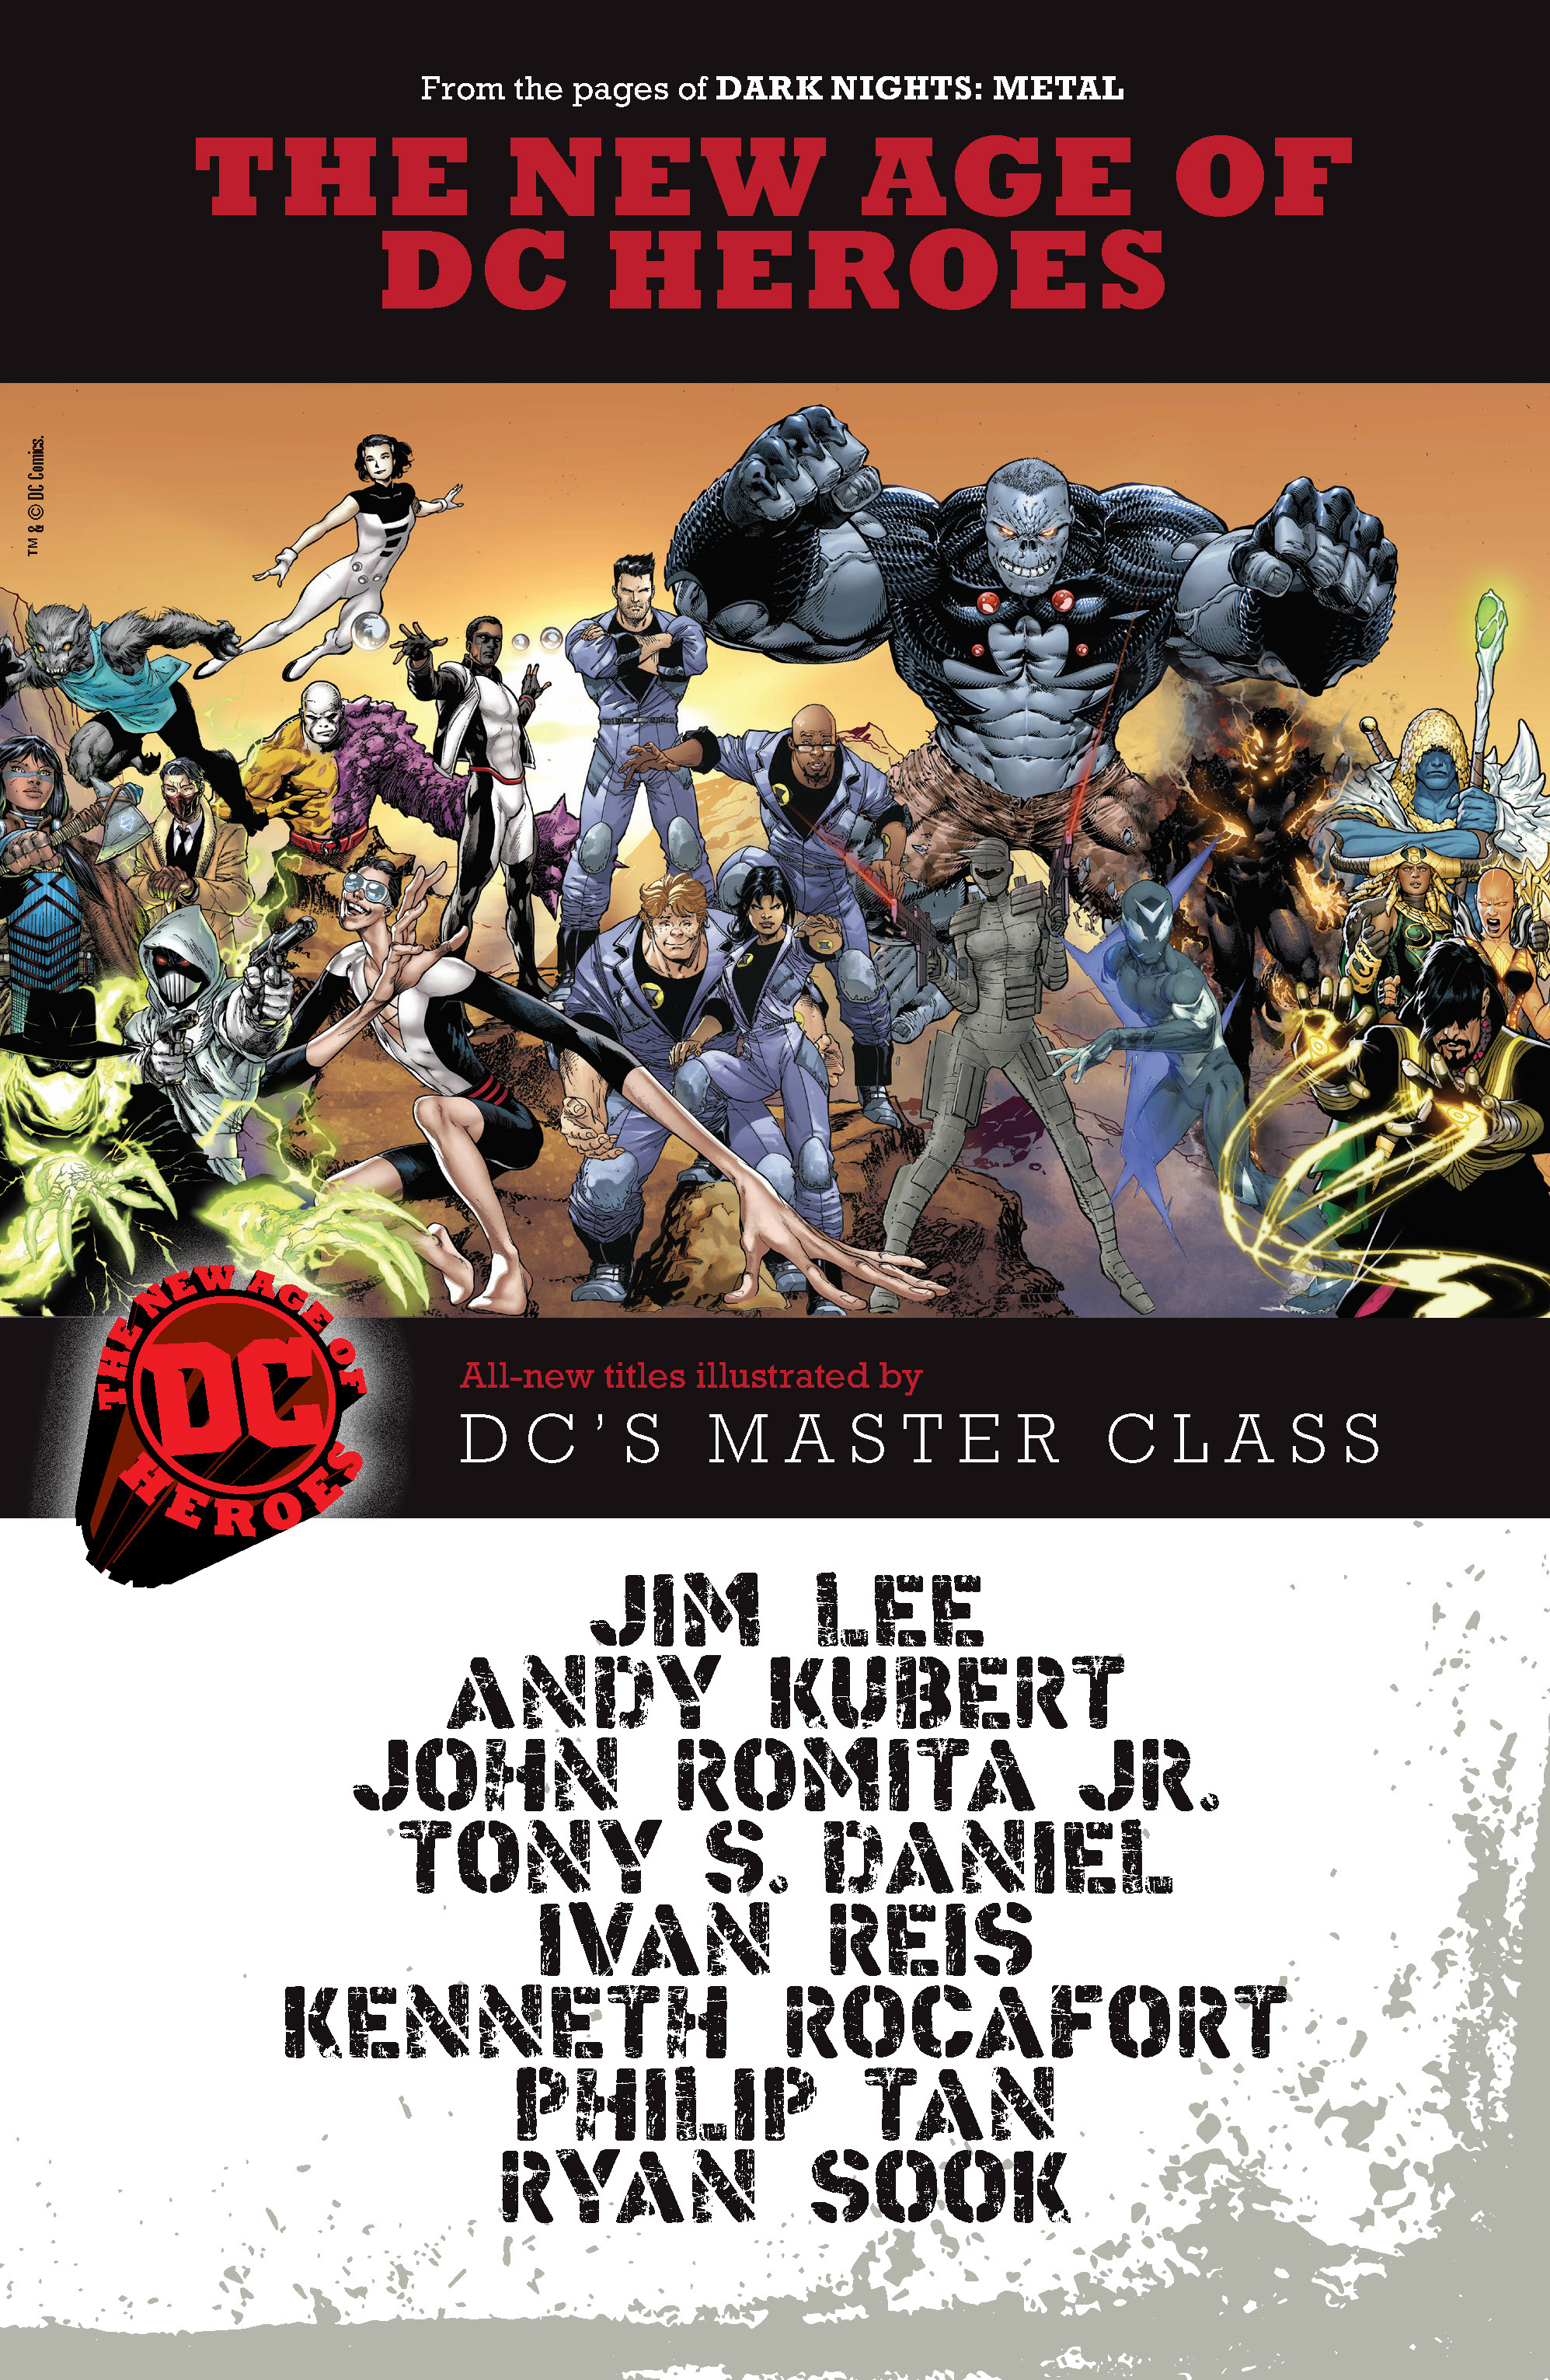 From the pages of DARK NIGHTS: METAL
THE NEW AGE OF
DC HEROES
TM & © DC Comics.
THE NEW AGE OF
DC
HEROES
All-new titles illustrated by
DC'S MASTER CLASS
JIM LEE
ANDY KUBERT
JOHN ROMITA JR.
TONY S. DANIEL
IVAN REIS
KENNETH ROCAFORT
PHILIP TAN
RYAN SOOK